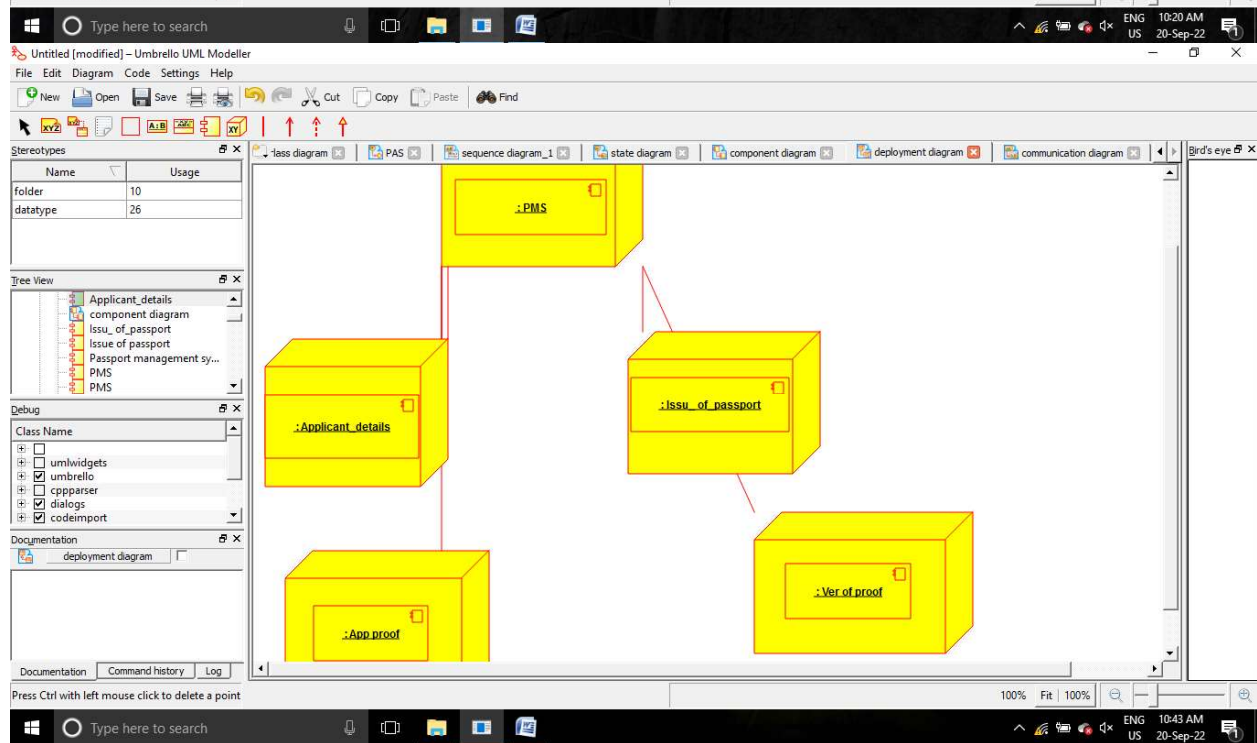 Type here to search
ENG 10:20 AM
US 20-Sep-22
Untitled [modified] – Umbrello UML Modeller
File Edit Diagram Code Settings Help
New Open Save Cut Copy Paste Find
XYZ A:B XY
Stereotypes
lass diagram PAS sequence diagram_1 state diagram component diagram deployment diagram communication diagram
Bird's eye
Name Usage
folder 10
datatype 26
: PMS
Tree View
Applicant_details
component diagram
Issu_ of_passport
Issue of passport
Passport management sy...
PMS
PMS
Debug
Class Name
umlwidgets
umbrello
cppparser
dialogs
codeimport
:Applicant_details
:Issu_ of_passport
Documentation
deployment diagram
: Ver of proof
:App proof
Documentation Command history Log
Press Ctrl with left mouse click to delete a point
100% Fit 100%
Type here to search
ENG 10:43 AM
US 20-Sep-22